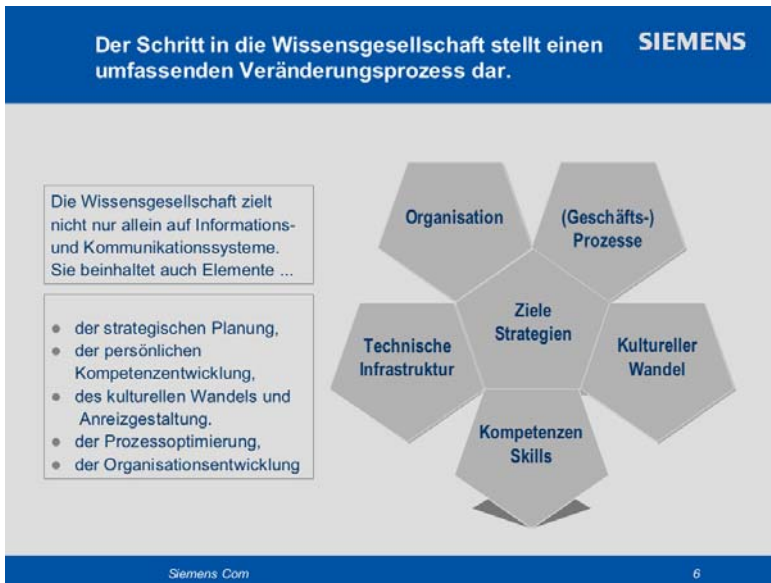 Der Schritt in die Wissensgesellschaft stellt einen
umfassenden Veränderungsprozess dar.
SIEMENS
Die Wissensgesellschaft zielt
nicht nur allein auf Informations-
und Kommunikationssysteme.
Sie beinhaltet auch Elemente ...
der strategischen Planung,
der persönlichen
Kompetenzentwicklung,
des kulturellen Wandels und
Anreizgestaltung.
der Prozessoptimierung,
der Organisationsentwicklung
Organisation
(Geschäfts-)
Prozesse
Ziele
Strategien
Technische
Infrastruktur
Kultureller
Wandel
Kompetenzen
Skills
Siemens Com
6